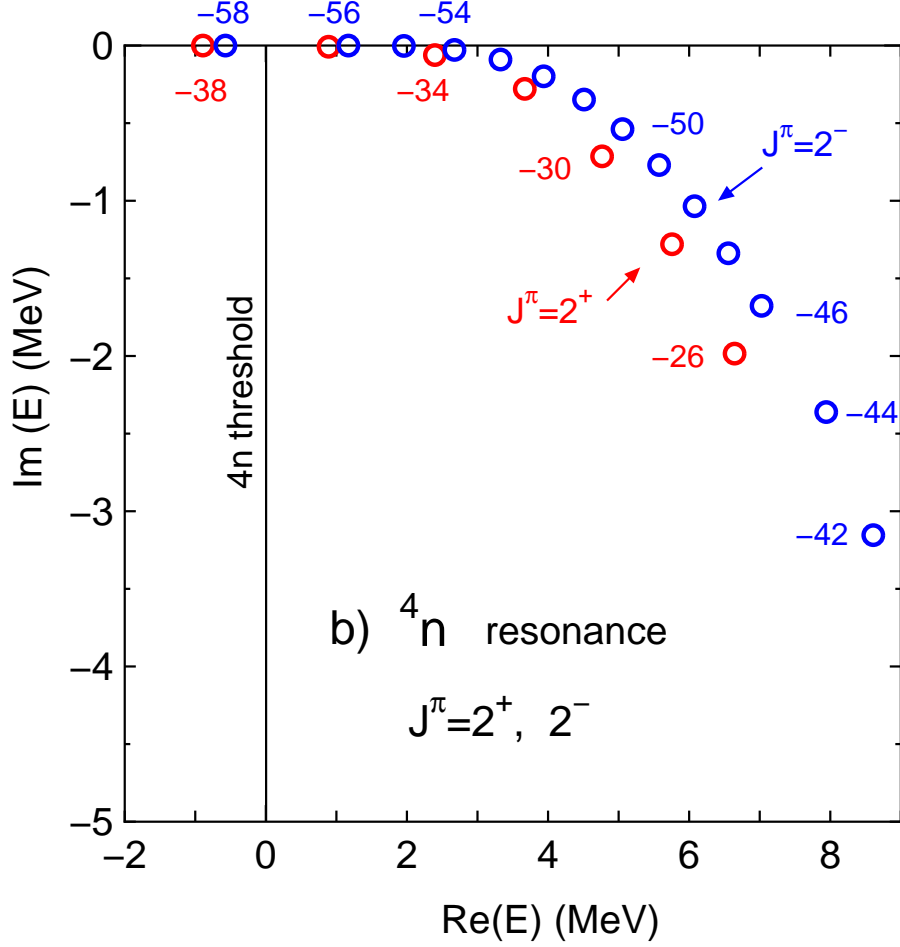 −58 −56 −54
0
−38 −34
−50
J^π=2^−
−30
−1
J^π=2^+
−46
−26
−2
−44
−3
−42
b) ^4n resonance
−4
J^π=2^+, 2^−
−5
−2 0 2 4 6 8
Re(E) (MeV)
Im (E) (MeV)
4n threshold